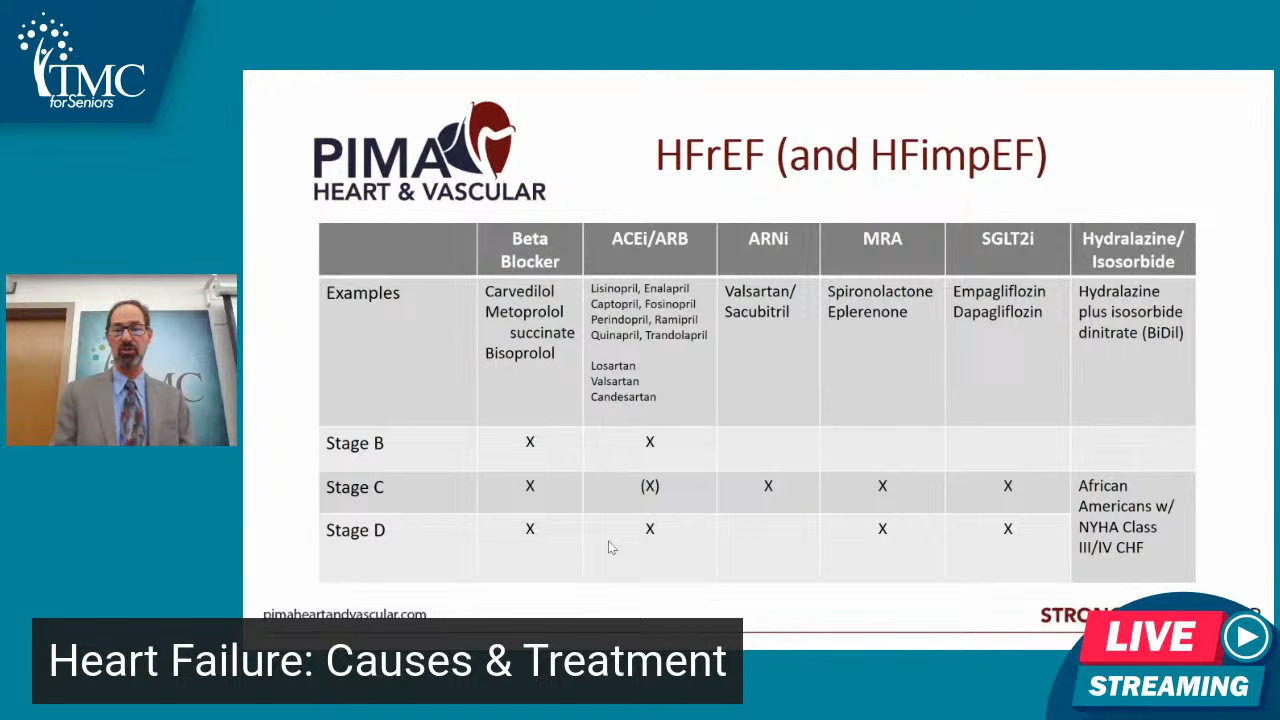 TMC
for Seniors
PIMA
HEART & VASCULAR
HFrEF (and HFimpEF)
Beta
Blocker
ACEi/ARB
ARNi
MRA
SGLT2i
Hydralazine/
Isosorbide
Examples
Carvedilol
Metoprolol
succinate
Bisoprolol
Lisinopril, Enalapril
Captopril, Fosinopril
Perindopril, Ramipril
Quinapril, Trandolapril
Losartan
Valsartan
Candesartan
Valsartan/
Sacubitril
Spironolactone
Eplerenone
Empagliflozin
Dapagliflozin
Hydralazine
plus isosorbide
dinitrate (BiDil)
Stage B
X
X
Stage C
X
(X)
X
X
X
African
Americans w/
NYHA Class
III/IV CHF
Stage D
X
X
X
X
pimaheartandvascular.com
Heart Failure: Causes & Treatment
LIVE
STREAMING